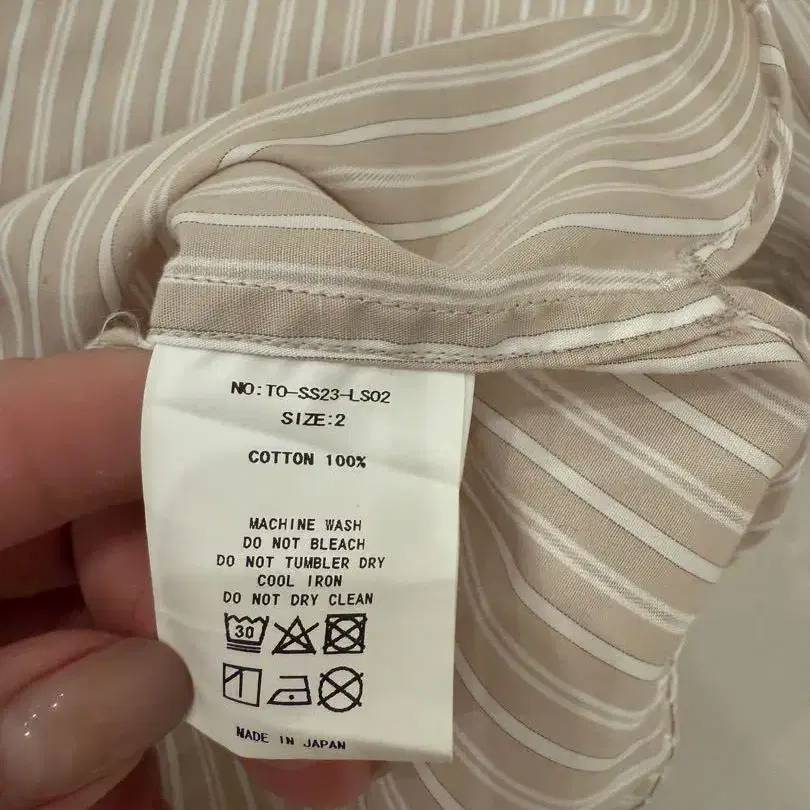 NO:TO-SS23-LS02
SIZE:2
COTTON 100%
MACHINE WASH
DO NOT BLEACH
DO NOT TUMBLER DRY
COOL IRON
DO NOT DRY CLEAN
30
MADE IN JAPAN